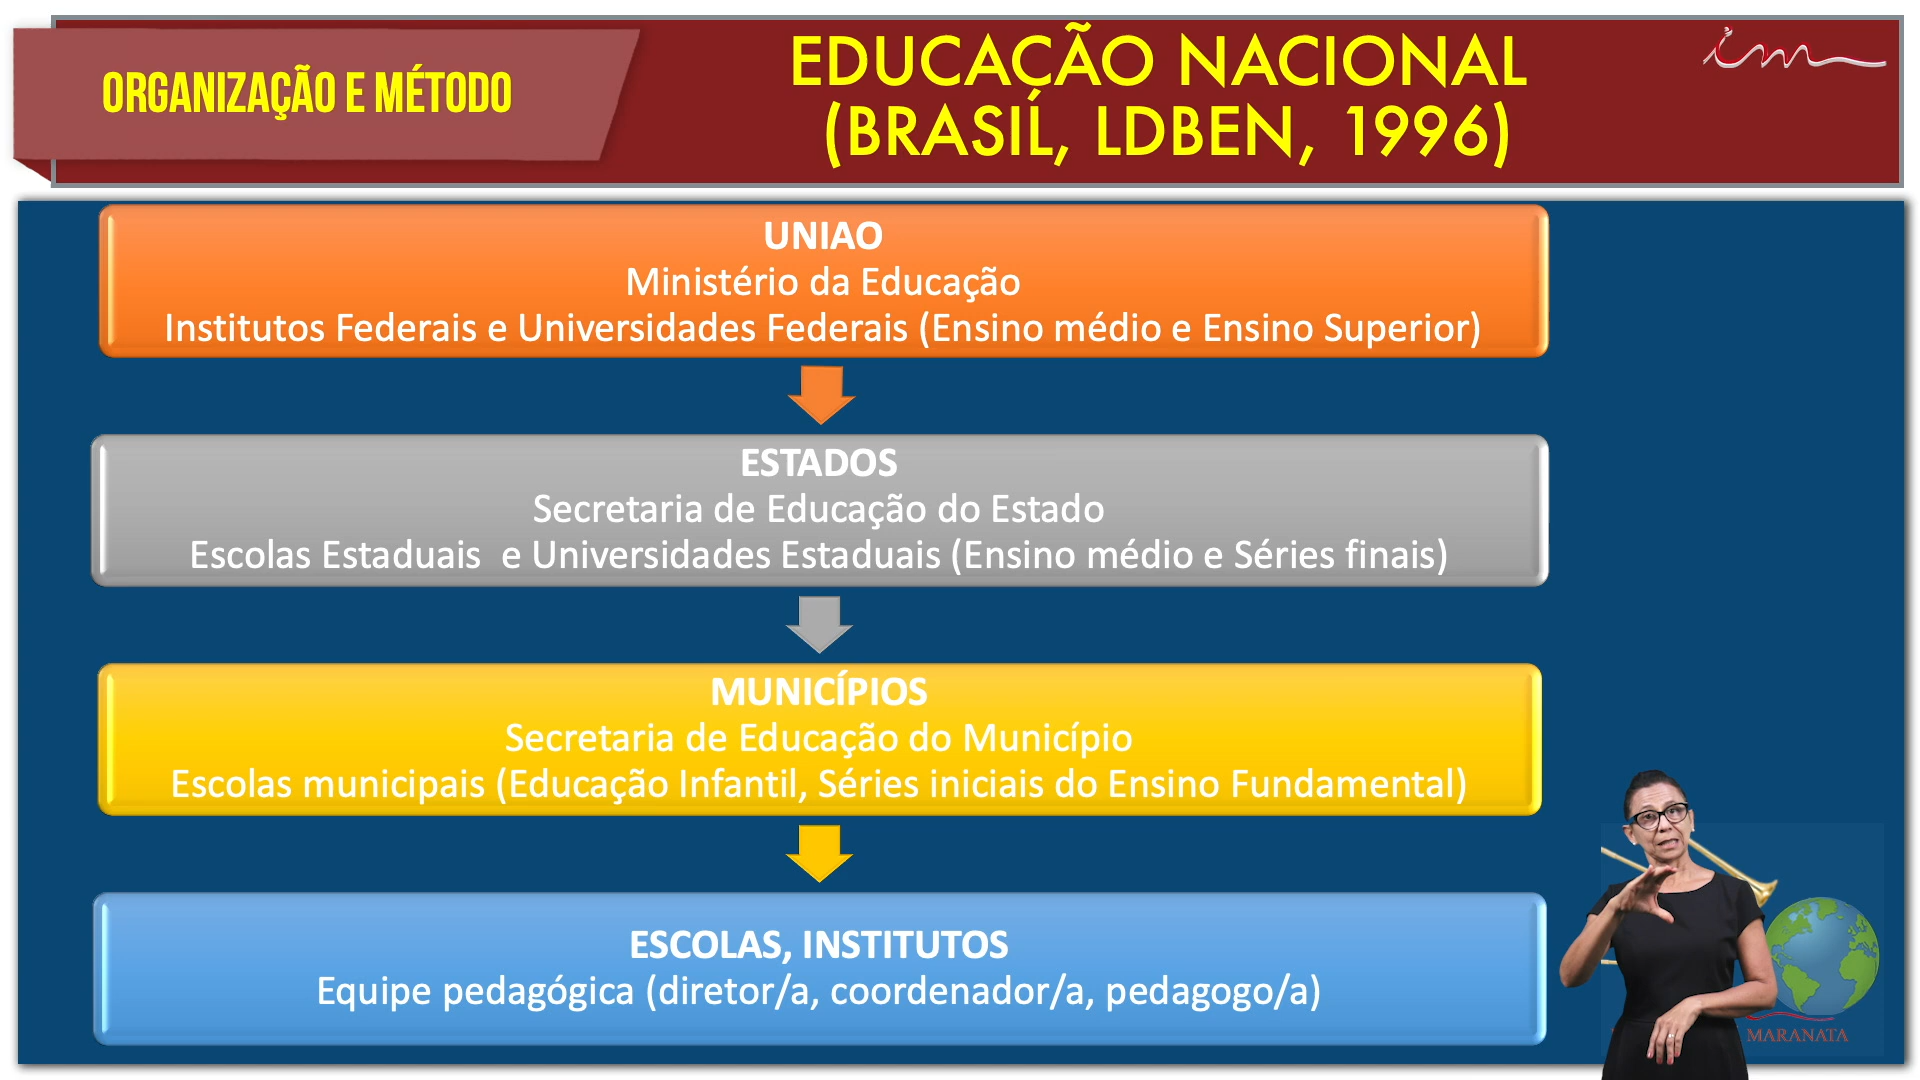 ORGANIZAÇÃO E MÉTODO
EDUCAÇÃO NACIONAL
(BRASIL, LDBEN, 1996)
im
UNIAO
Ministério da Educação
Institutos Federais e Universidades Federais (Ensino médio e Ensino Superior)
ESTADOS
Secretaria de Educação do Estado
Escolas Estaduais e Universidades Estaduais (Ensino médio e Séries finais)
MUNICÍPIOS
Secretaria de Educação do Município
Escolas municipais (Educação Infantil, Séries iniciais do Ensino Fundamental)
ESCOLAS, INSTITUTOS
Equipe pedagógica (diretor/a, coordenador/a, pedagogo/a)
MARANATA